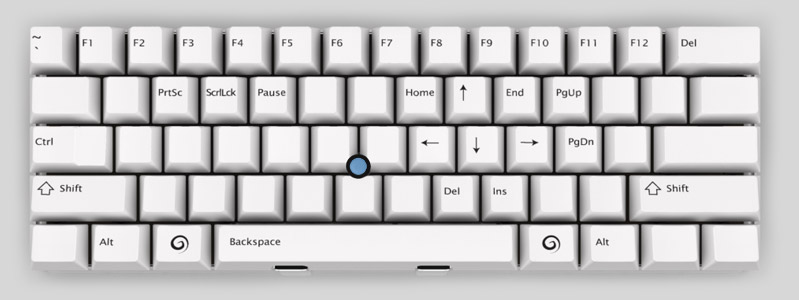 ~
` F1 F2 F3 F4 F5 F6 F7 F8 F9 F10 F11 F12 Del
PrtSc ScrlLck Pause Home ↑ End PgUp
Ctrl ← ↓ → PgDn
Shift Del Ins Shift
Alt Backspace Alt